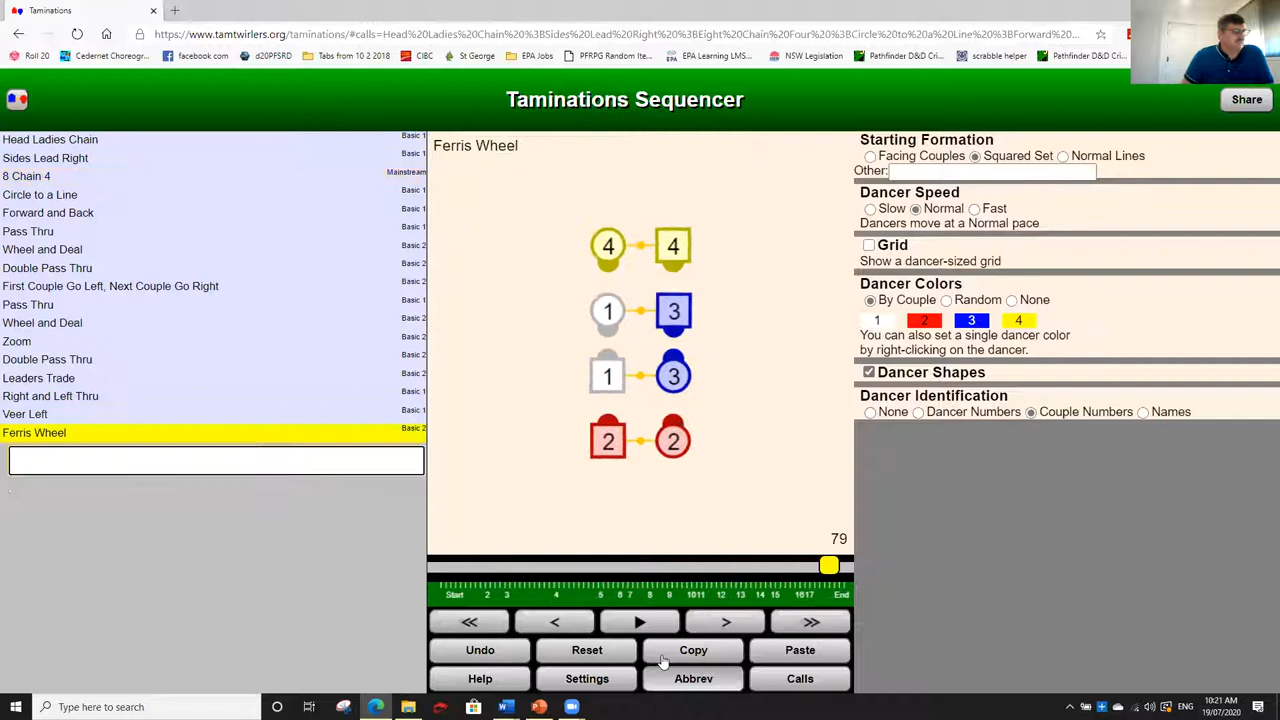 Taminations
https://www.tamtwirlers.org/taminations/#calls=Head%20Ladies%20Chain%20%3BSides%20Lead%20Right%20%3BEight%20Chain%20Four%20%3BCircle%20to%20a%20Line%20%3BForward%20...
Roll 20
Cedernet Choreogr...
facebook.com
d20PFSRD
Tabs from 10 2 2018
CIBC
St George
EPA Jobs
PFRPG Random Ite...
EPA Learning LMS...
NSW Legislation
Pathfinder D&D Cri...
scrabble helper
Pathfinder D&D Cri...
Taminations Sequencer
Share
Head Ladies Chain Basic 1
Sides Lead Right Basic 1
8 Chain 4 Mainstream
Circle to a Line Basic 1
Forward and Back Basic 1
Pass Thru Basic 1
Wheel and Deal Basic 2
Double Pass Thru Basic 2
First Couple Go Left, Next Couple Go Right Basic 2
Pass Thru Basic 1
Wheel and Deal Basic 2
Zoom Basic 2
Double Pass Thru Basic 2
Leaders Trade Basic 1
Right and Left Thru Basic 1
Veer Left Basic 1
Ferris Wheel Basic 2
Ferris Wheel
4 4
1 3
1 3
2 2
79
Start 2 3 4 5 6 7 8 9 10 11 12 13 14 15 16 17 End
<< < ▶ > >>
Undo Reset Copy Paste
Help Settings Abbrev Calls
Starting Formation
Facing Couples Squared Set Normal Lines
Other:
Dancer Speed
Slow Normal Fast
Dancers move at a Normal pace
Grid
Show a dancer-sized grid
Dancer Colors
By Couple Random None
1 2 3 4
You can also set a single dancer color
by right-clicking on the dancer.
Dancer Shapes
Dancer Identification
None Dancer Numbers Couple Numbers Names
Type here to search
ENG
10:21 AM
19/07/2020